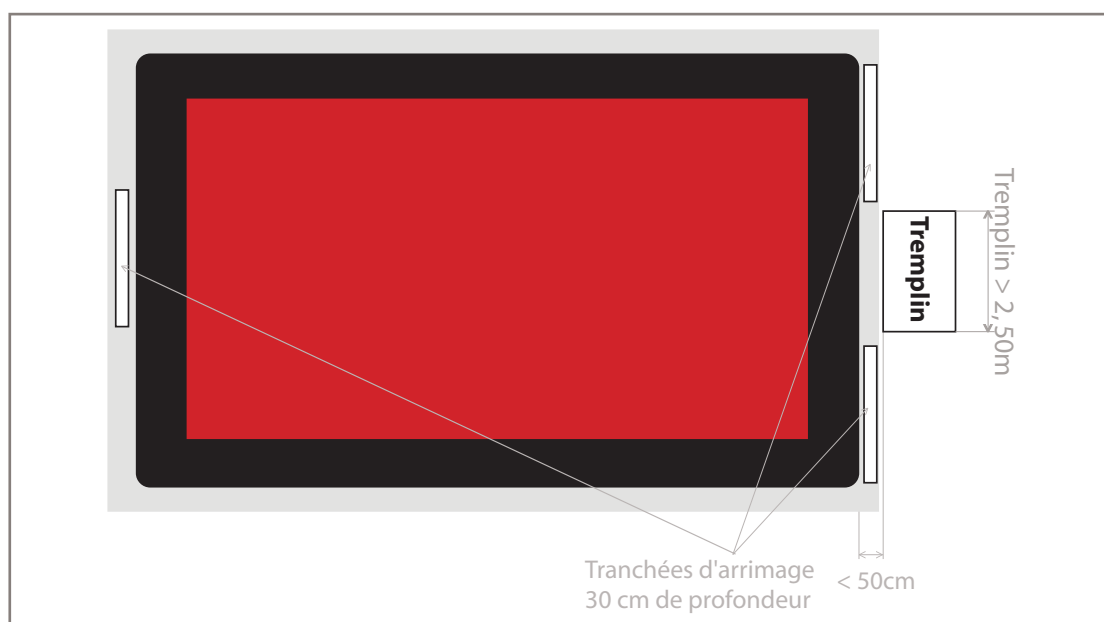 Tremplin
Tremplin > 2,50m
Tranchées d'arrimage
30 cm de profondeur
< 50cm